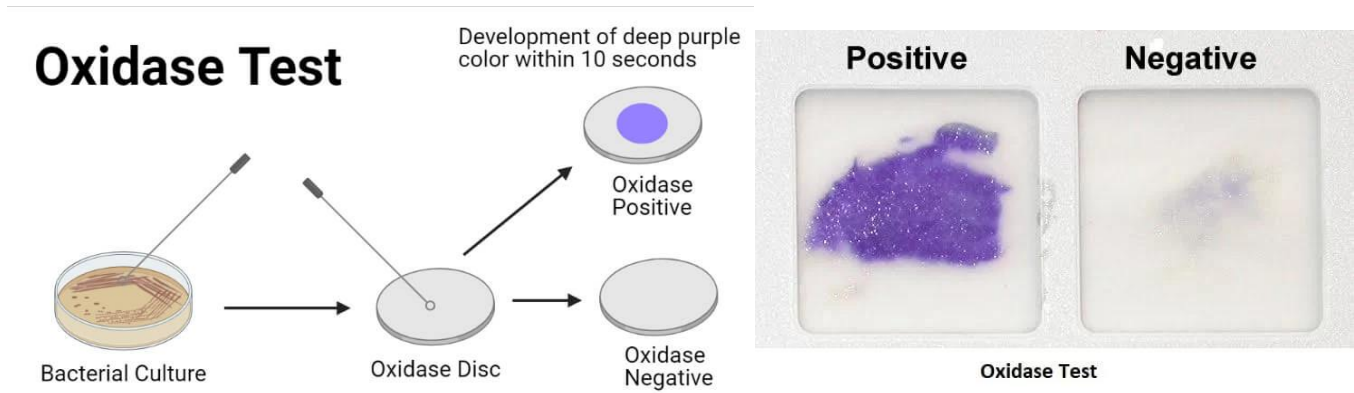 Oxidase Test
Development of deep purple
color within 10 seconds
Oxidase
Positive
Bacterial Culture
Oxidase Disc
Oxidase
Negative
Positive
Negative
Oxidase Test